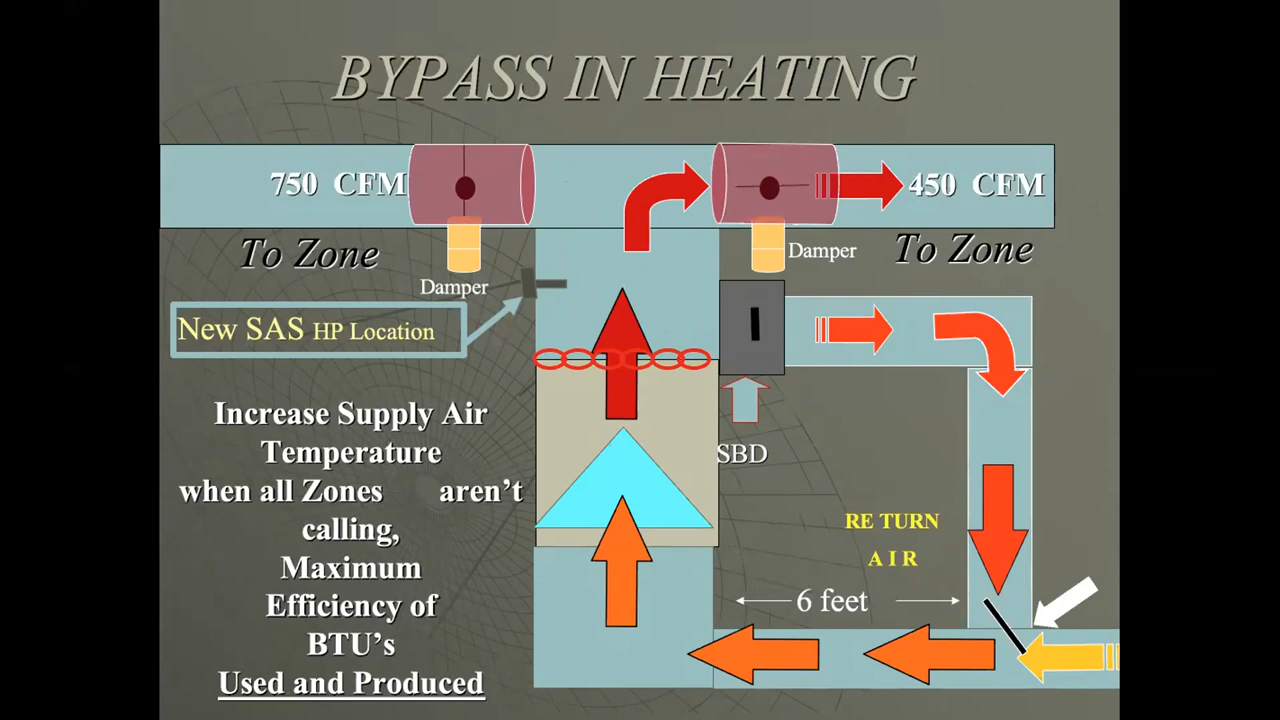 BYPASS IN HEATING
750 CFM
450 CFM
To Zone
Damper
Damper
To Zone
New SAS HP Location
Increase Supply Air
Temperature
when all Zones aren't
calling,
Maximum
Efficiency of
BTU's
Used and Produced
SBD
RE TURN
A I R
6 feet